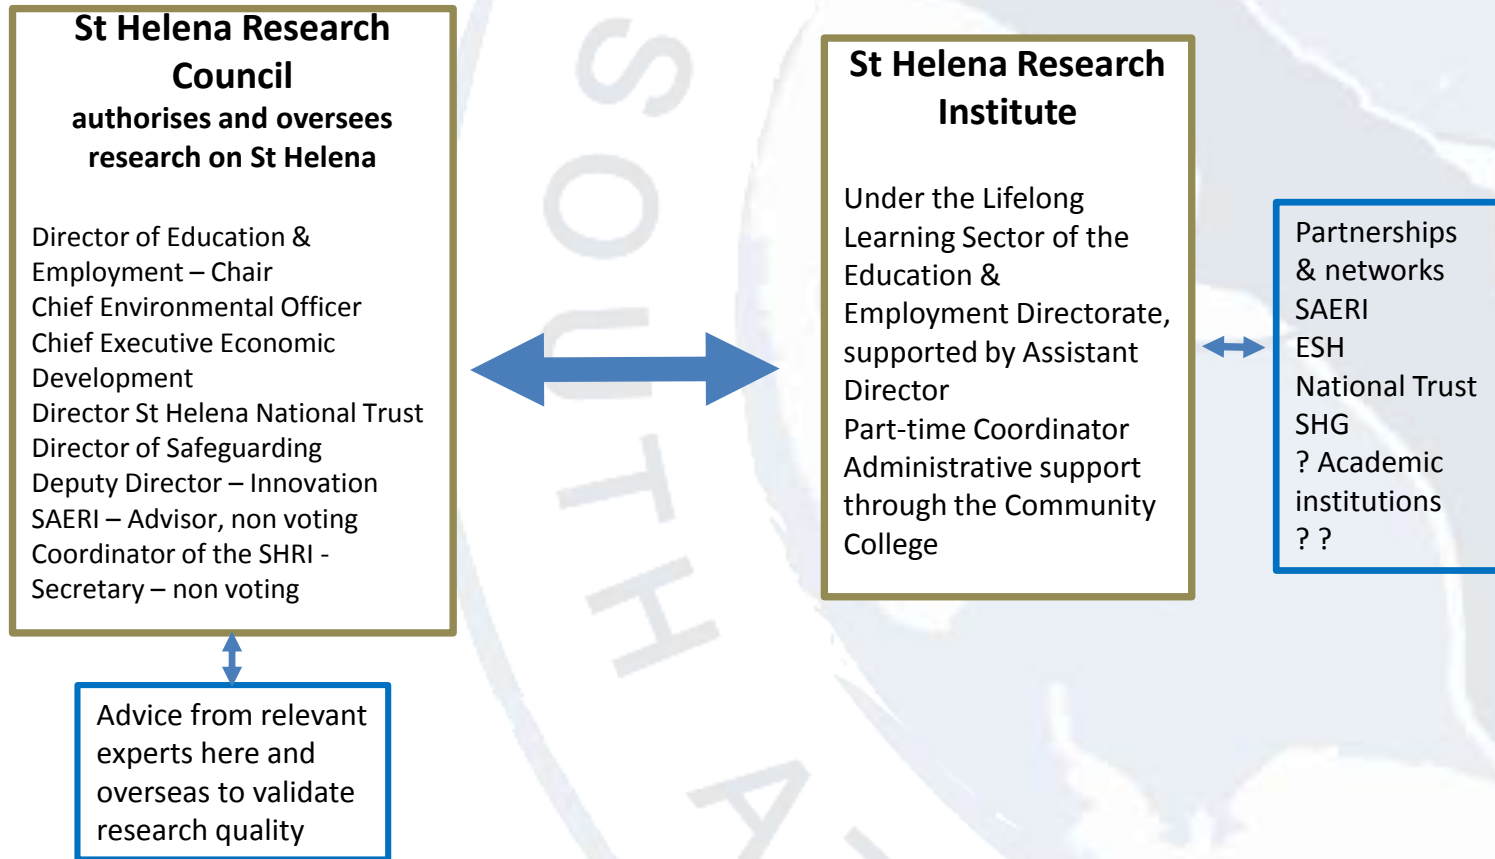 St Helena Research
Council
authorises and oversees
research on St Helena
Director of Education &
Employment – Chair
Chief Environmental Officer
Chief Executive Economic
Development
Director St Helena National Trust
Director of Safeguarding
Deputy Director – Innovation
SAERI – Advisor, non voting
Coordinator of the SHRI -
Secretary – non voting
Advice from relevant
experts here and
overseas to validate
research quality
St Helena Research
Institute
Under the Lifelong
Learning Sector of the
Education &
Employment Directorate,
supported by Assistant
Director
Part-time Coordinator
Administrative support
through the Community
College
Partnerships
& networks
SAERI
ESH
National Trust
SHG
? Academic
institutions
? ?
SOUTH A